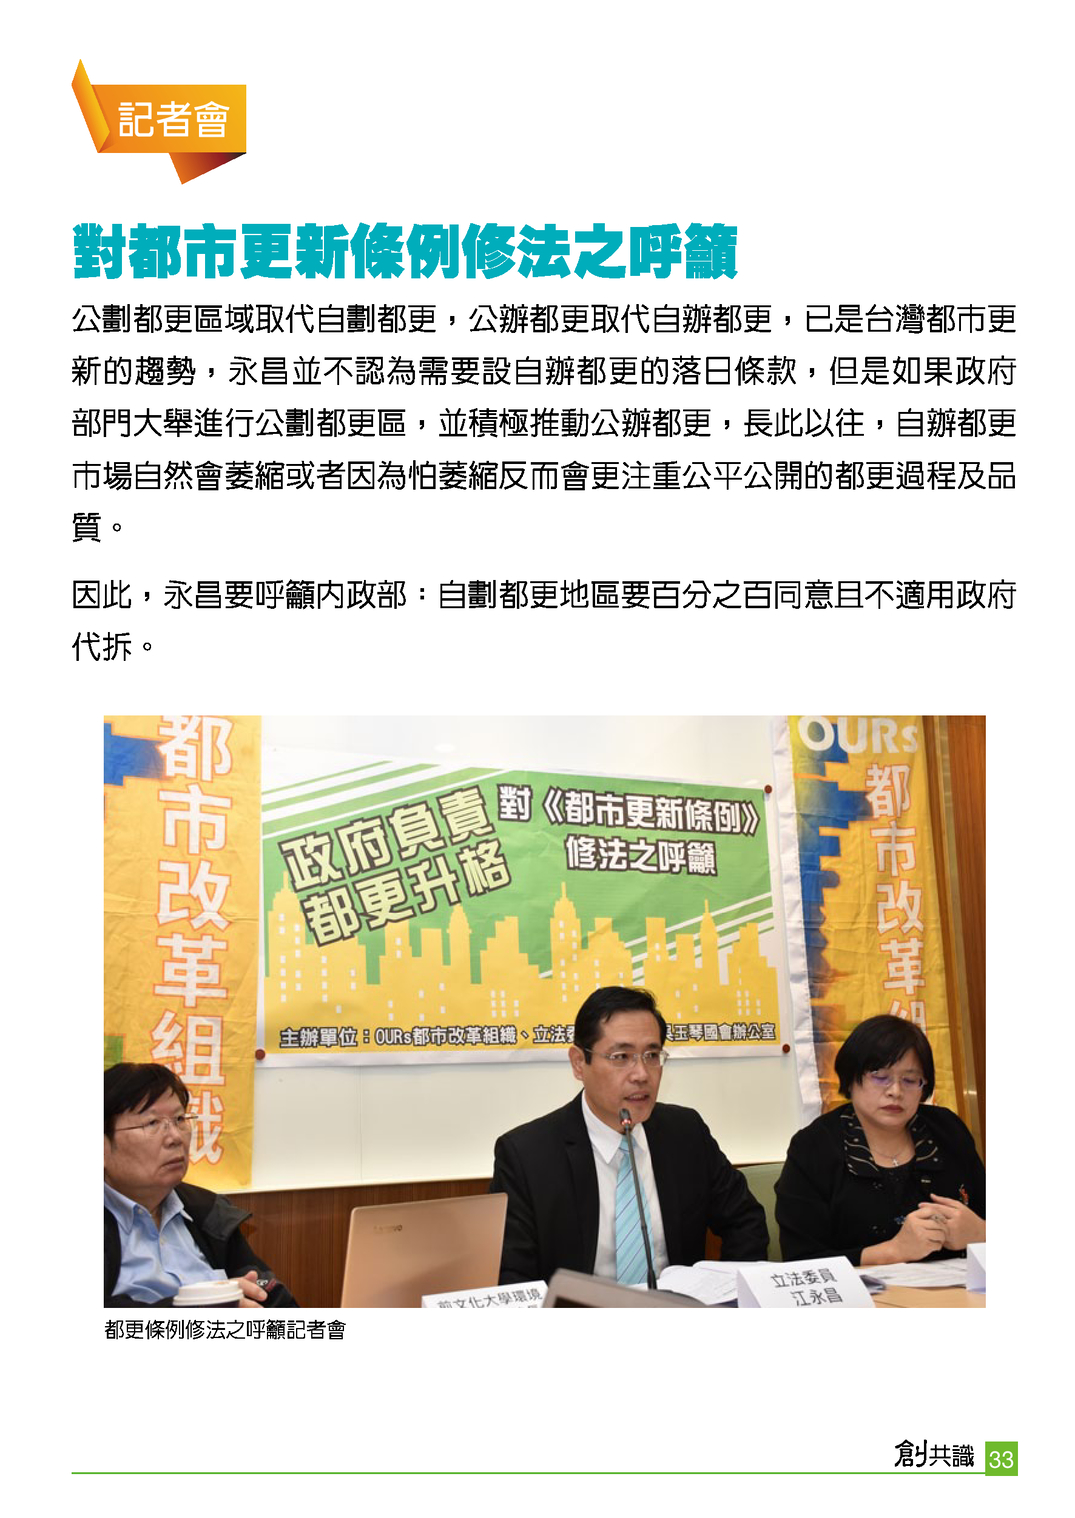 記者會
對都市更新條例修法之呼籲
公劃都更區域取代自劃都更，公辦都更取代自辦都更，已是台灣都市更
新的趨勢，永昌並不認為需要設自辦都更的落日條款，但是如果政府
部門大舉進行公劃都更區，並積極推動公辦都更，長此以往，自辦都更
市場自然會萎縮或者因為怕萎縮反而會更注重公平公開的都更過程及品
質。
因此，永昌要呼籲內政部：自劃都更地區要百分之百同意且不適用政府
代拆。
都市改革組織
政府負責
都更升格
對《都市更新條例》
修法之呼籲
主辦單位：OURs都市改革組織、立法委
吳玉琴國會辦公室
OURs
都市改革組
前文化大學環境
立法委員
江永昌
都更條例修法之呼籲記者會
創共識 33